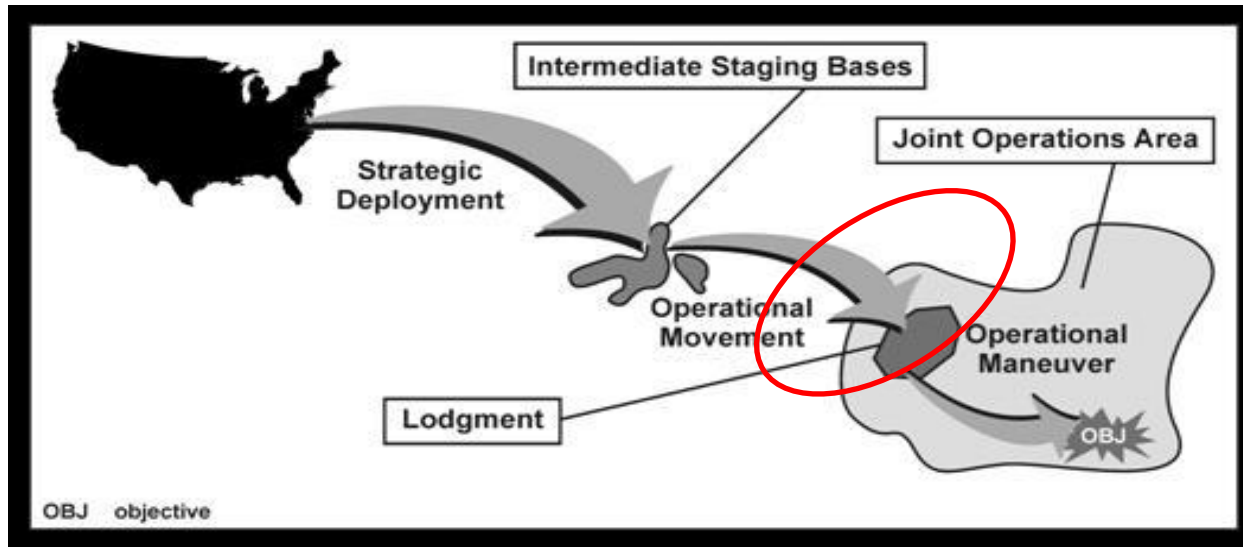 Intermediate Staging Bases
Joint Operations Area
Strategic
Deployment
Operational
Movement
Operational
Maneuver
Lodgment
OBJ
OBJ objective